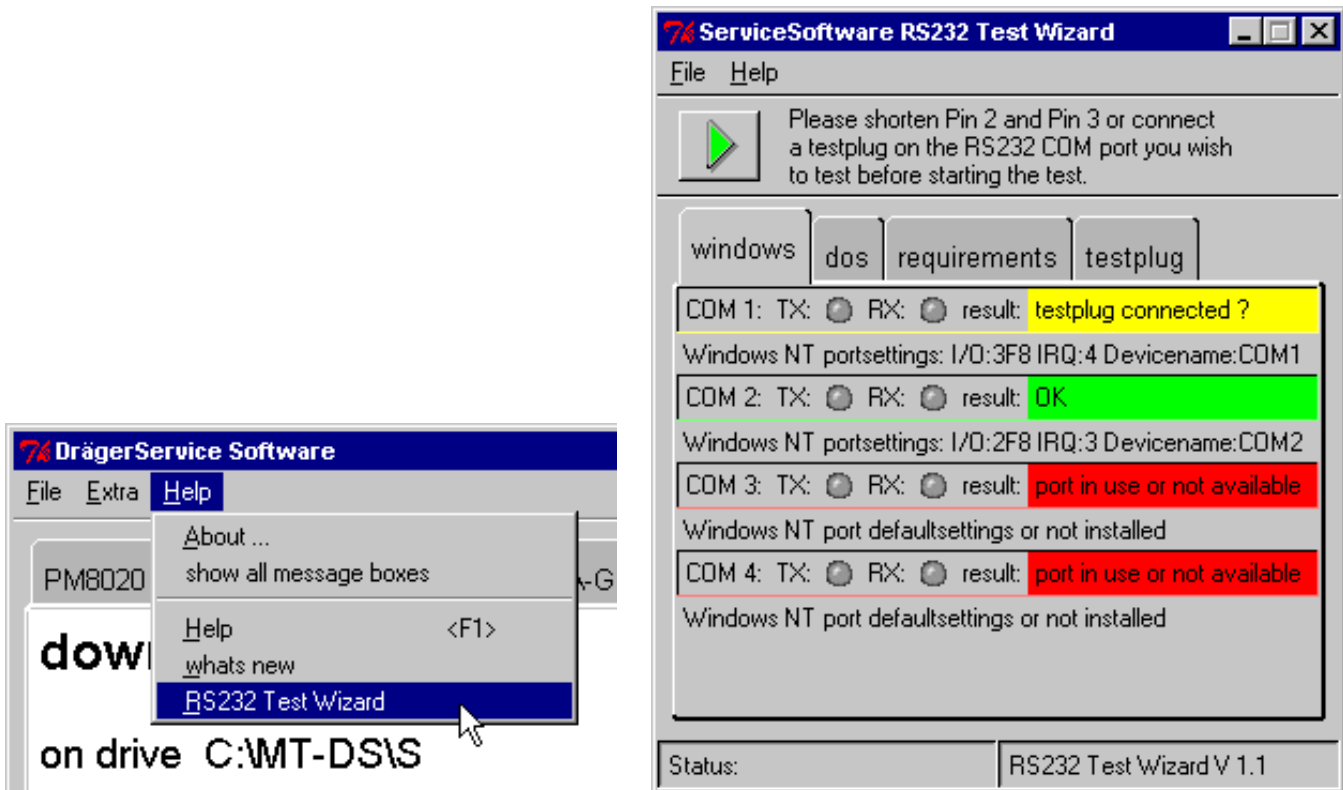 DrägerService Software
File Extra Help
About ...
show all message boxes
Help <F1>
whats new
RS232 Test Wizard
PM8020
A-G
dow
on drive C:\MT-DS\S
ServiceSoftware RS232 Test Wizard
File Help
Please shorten Pin 2 and Pin 3 or connect
a testplug on the RS232 COM port you wish
to test before starting the test.
windows dos requirements testplug
COM 1: TX: RX: result: testplug connected ?
Windows NT portsettings: I/O:3F8 IRQ:4 Devicename:COM1
COM 2: TX: RX: result: OK
Windows NT portsettings: I/O:2F8 IRQ:3 Devicename:COM2
COM 3: TX: RX: result: port in use or not available
Windows NT port defaultsettings or not installed
COM 4: TX: RX: result: port in use or not available
Windows NT port defaultsettings or not installed
Status: RS232 Test Wizard V 1.1